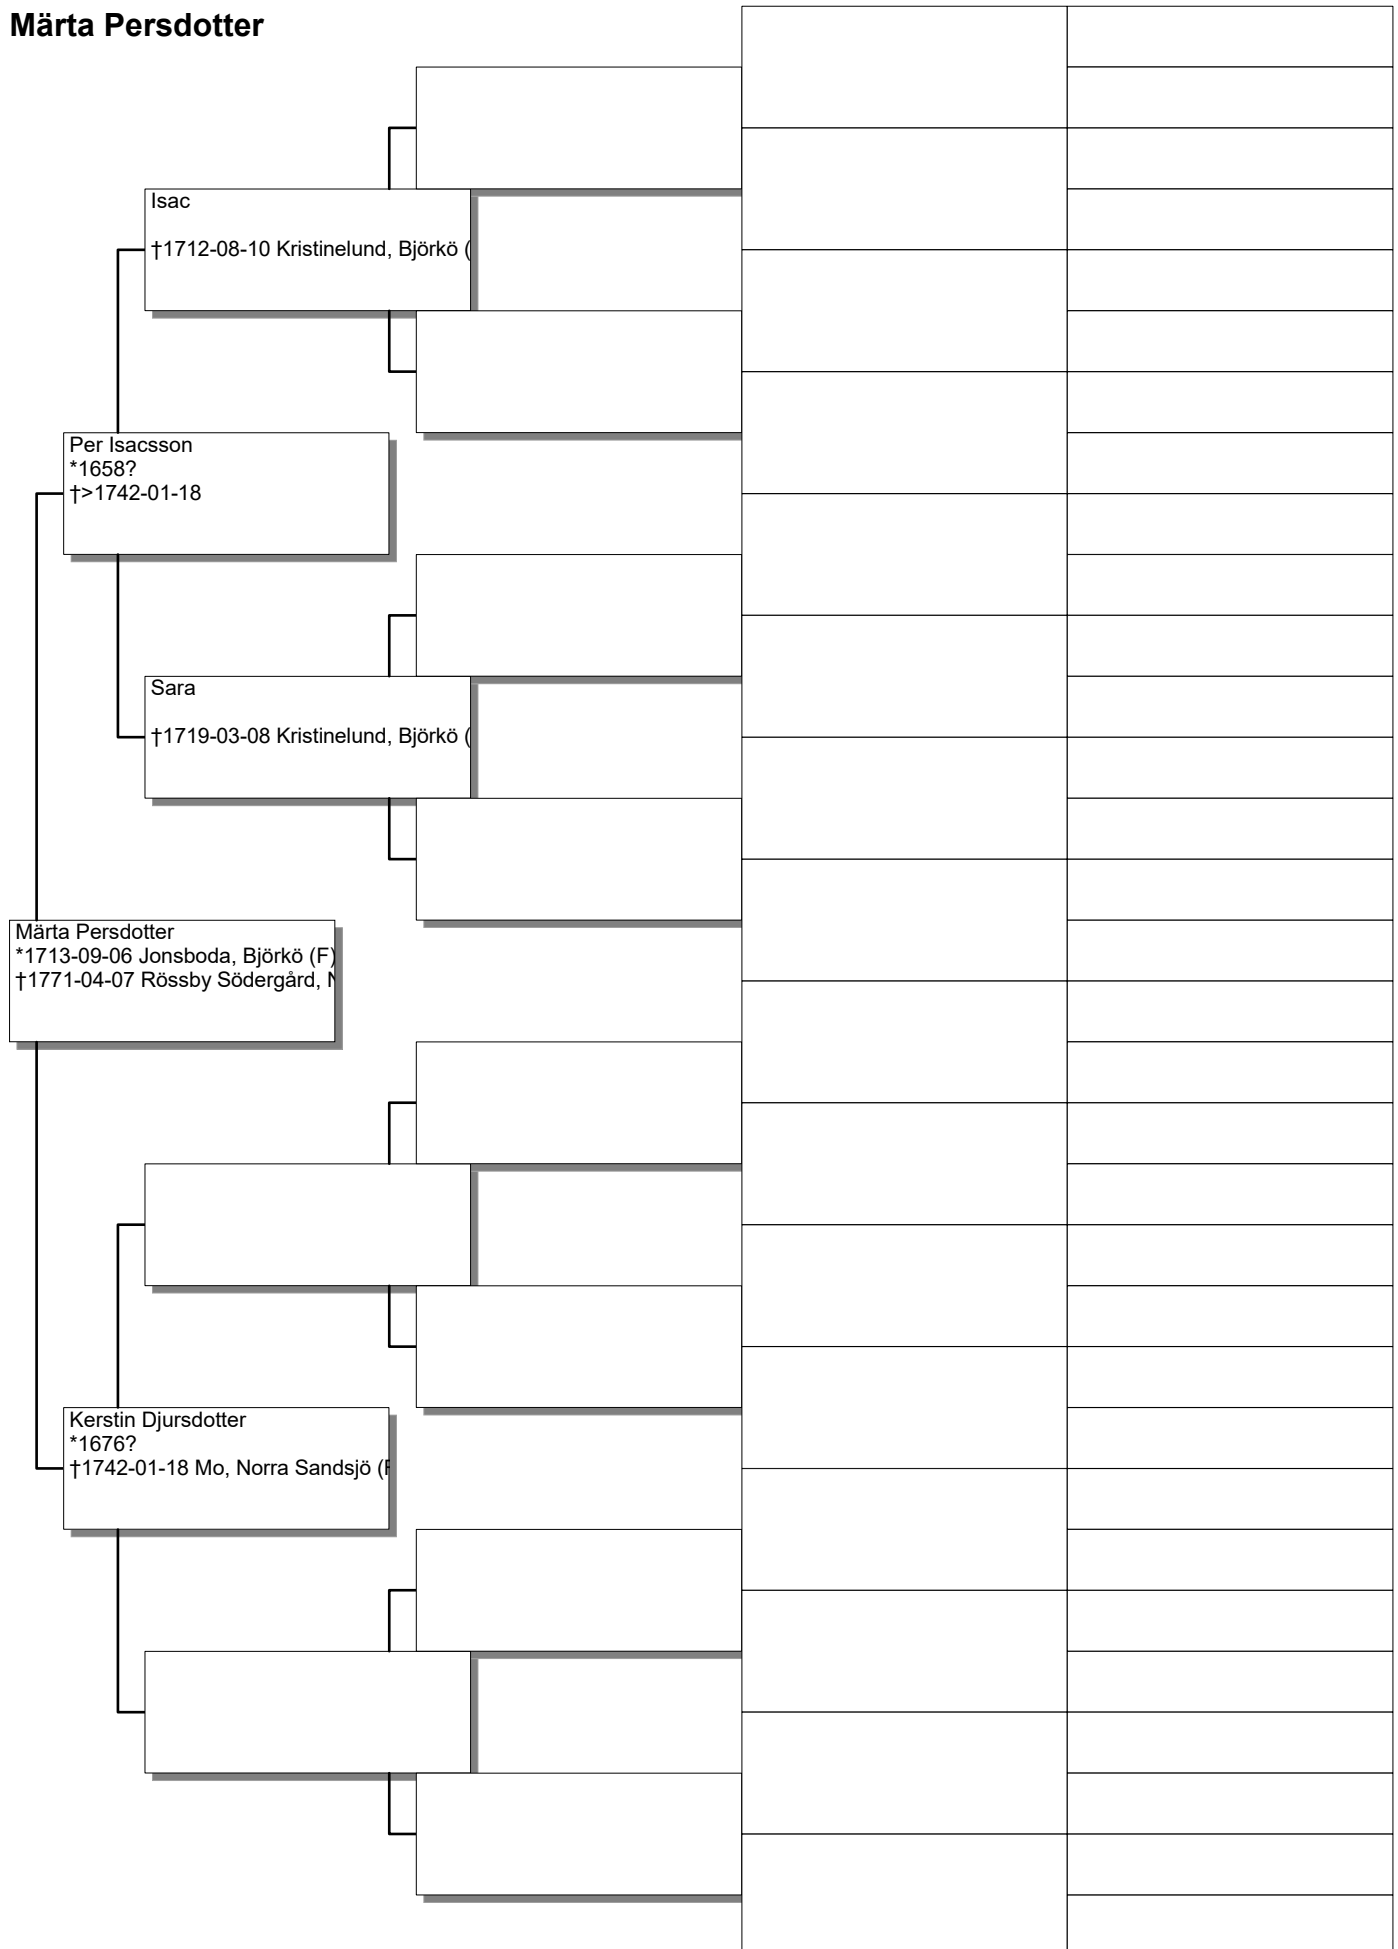 Märta Persdotter
Isac
†1712-08-10 Kristinelund, Björkö (
Per Isacsson
*1658?
†>1742-01-18
Sara
†1719-03-08 Kristinelund, Björkö (
Märta Persdotter
*1713-09-06 Jonsboda, Björkö (F)
†1771-04-07 Rössby Södergård,
Kerstin Djursdotter
*1676?
†1742-01-18 Mo, Norra Sandsjö (